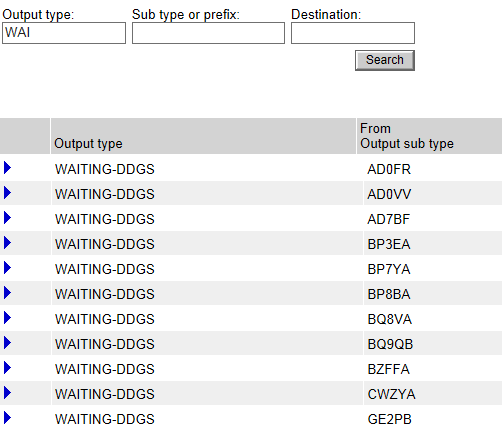 Output type: Sub type or prefix: Destination:
WAI
Search
From
Output type Output sub type
WAITING-DDGS AD0FR
WAITING-DDGS AD0VV
WAITING-DDGS AD7BF
WAITING-DDGS BP3EA
WAITING-DDGS BP7YA
WAITING-DDGS BP8BA
WAITING-DDGS BQ8VA
WAITING-DDGS BQ9QB
WAITING-DDGS BZFFA
WAITING-DDGS CWZYA
WAITING-DDGS GE2PB